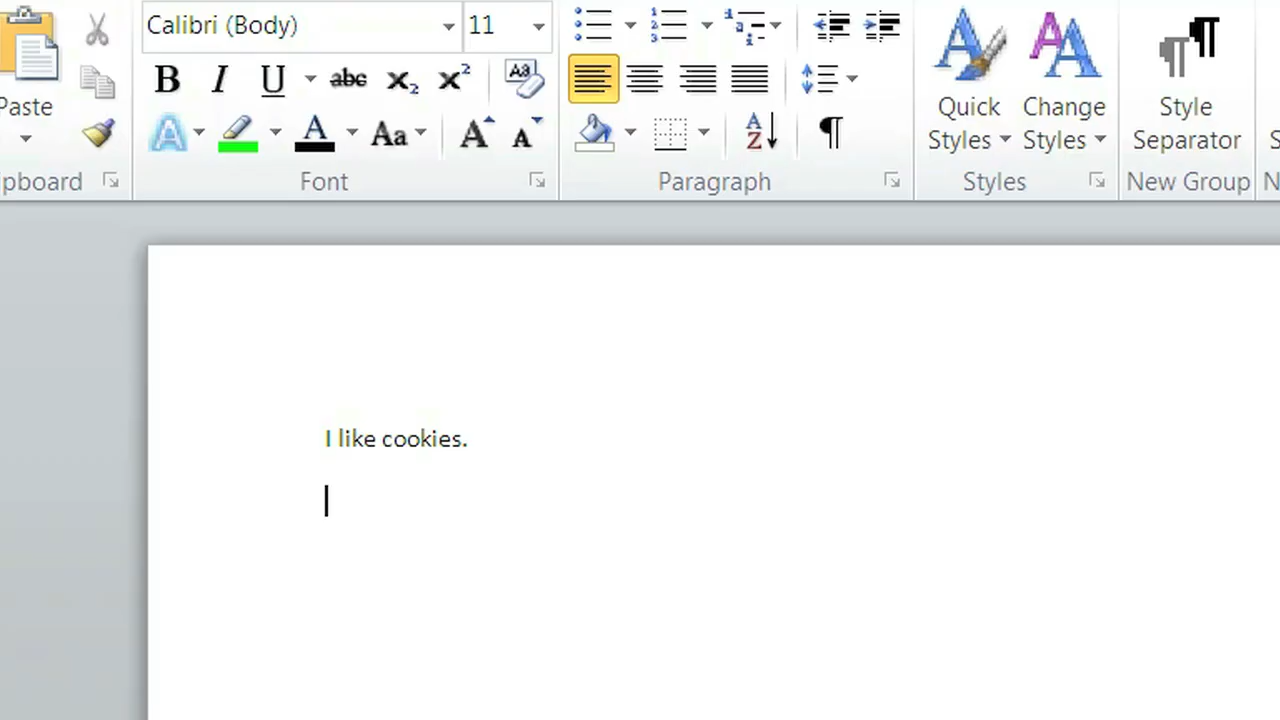 Calibri (Body) 11
B I U abc x₂ x² Aa
A A Aa A A A Z ¶
Paste
Quick Styles
Change Styles
Style Separator
pboard
Font
Paragraph
Styles
New Group
N
S
I like cookies.